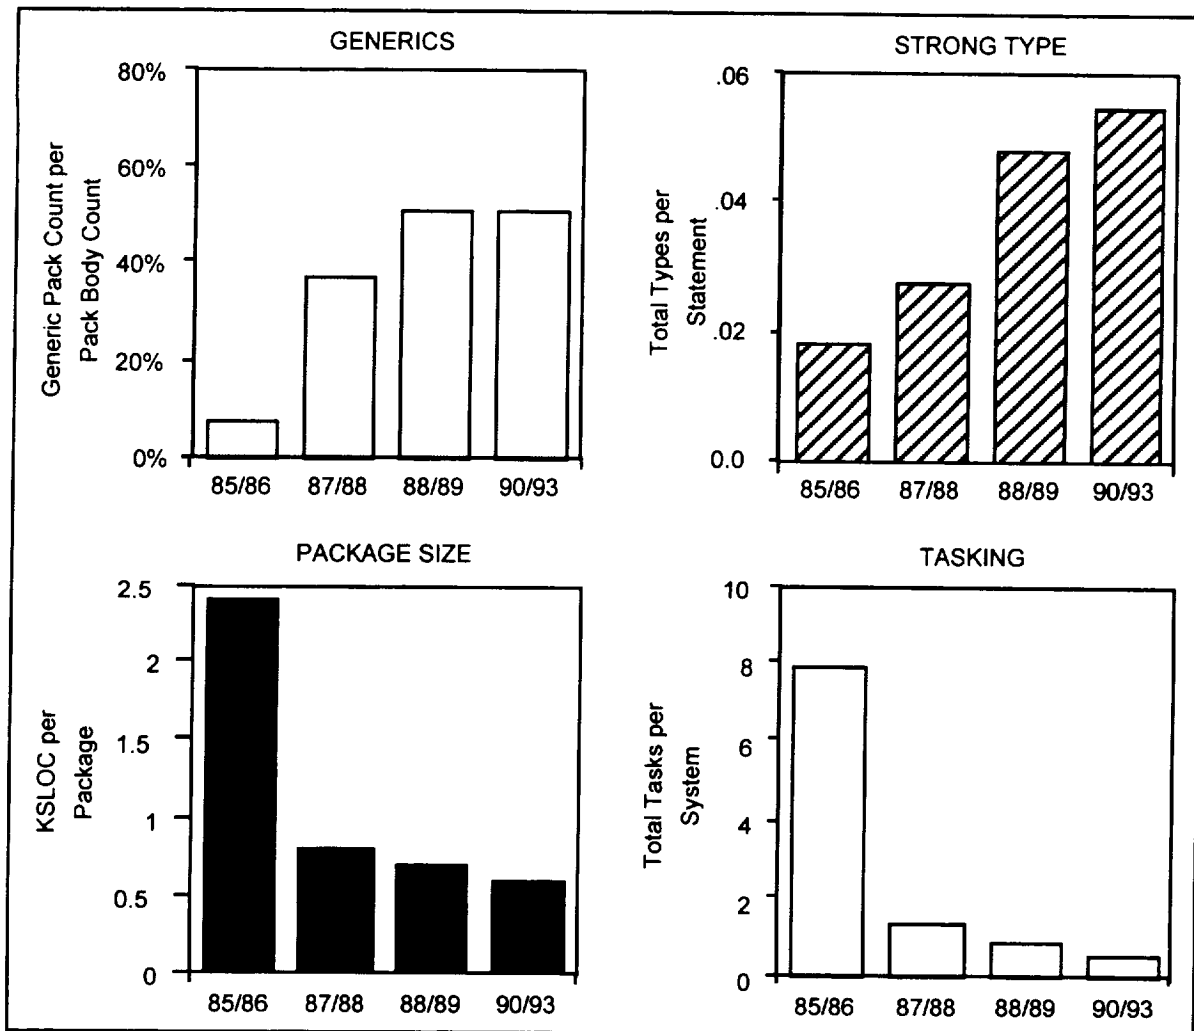 GENERICS
Generic Pack Count per
Pack Body Count
80%
60%
40%
20%
0%
85/86 87/88 88/89 90/93
STRONG TYPE
Total Types per
Statement
.06
.04
.02
0.0
85/86 87/88 88/89 90/93
PACKAGE SIZE
KSLOC per
Package
2.5
2
1.5
1
0.5
0
85/86 87/88 88/89 90/93
TASKING
Total Tasks per
System
10
8
6
4
2
0
85/86 87/88 88/89 90/93